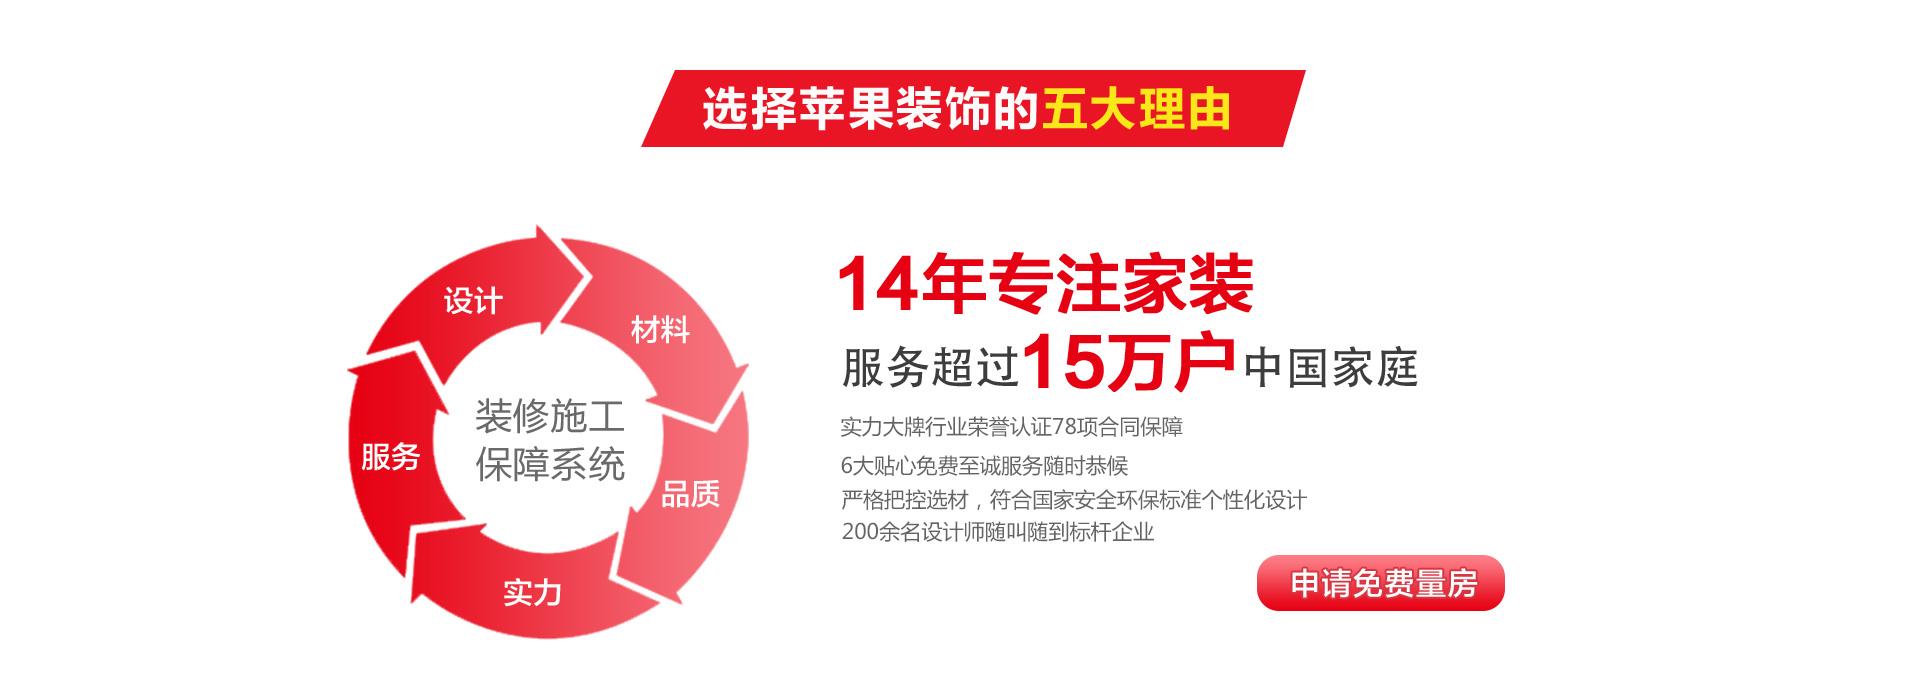 选择苹果装饰的五大理由
设计
材料
品质
实力
服务
装修施工
保障系统
14年专注家装
服务超过15万户中国家庭
实力大牌行业荣誉认证78项合同保障
6大贴心免费至诚服务随时恭候
严格把控选材，符合国家安全环保标准个性化设计
200余名设计师随叫随到标杆企业
申请免费量房